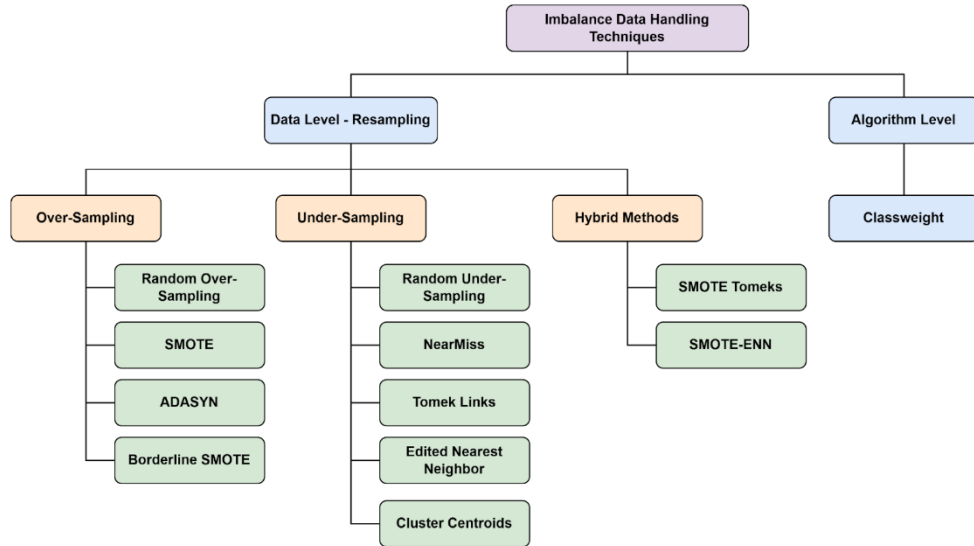 Imbalance Data Handling
Techniques
Data Level - Resampling
Algorithm Level
Over-Sampling
Under-Sampling
Hybrid Methods
Classweight
Random Over-
Sampling
SMOTE
ADASYN
Borderline SMOTE
Random Under-
Sampling
NearMiss
Tomek Links
Edited Nearest
Neighbor
Cluster Centroids
SMOTE Tomeks
SMOTE-ENN